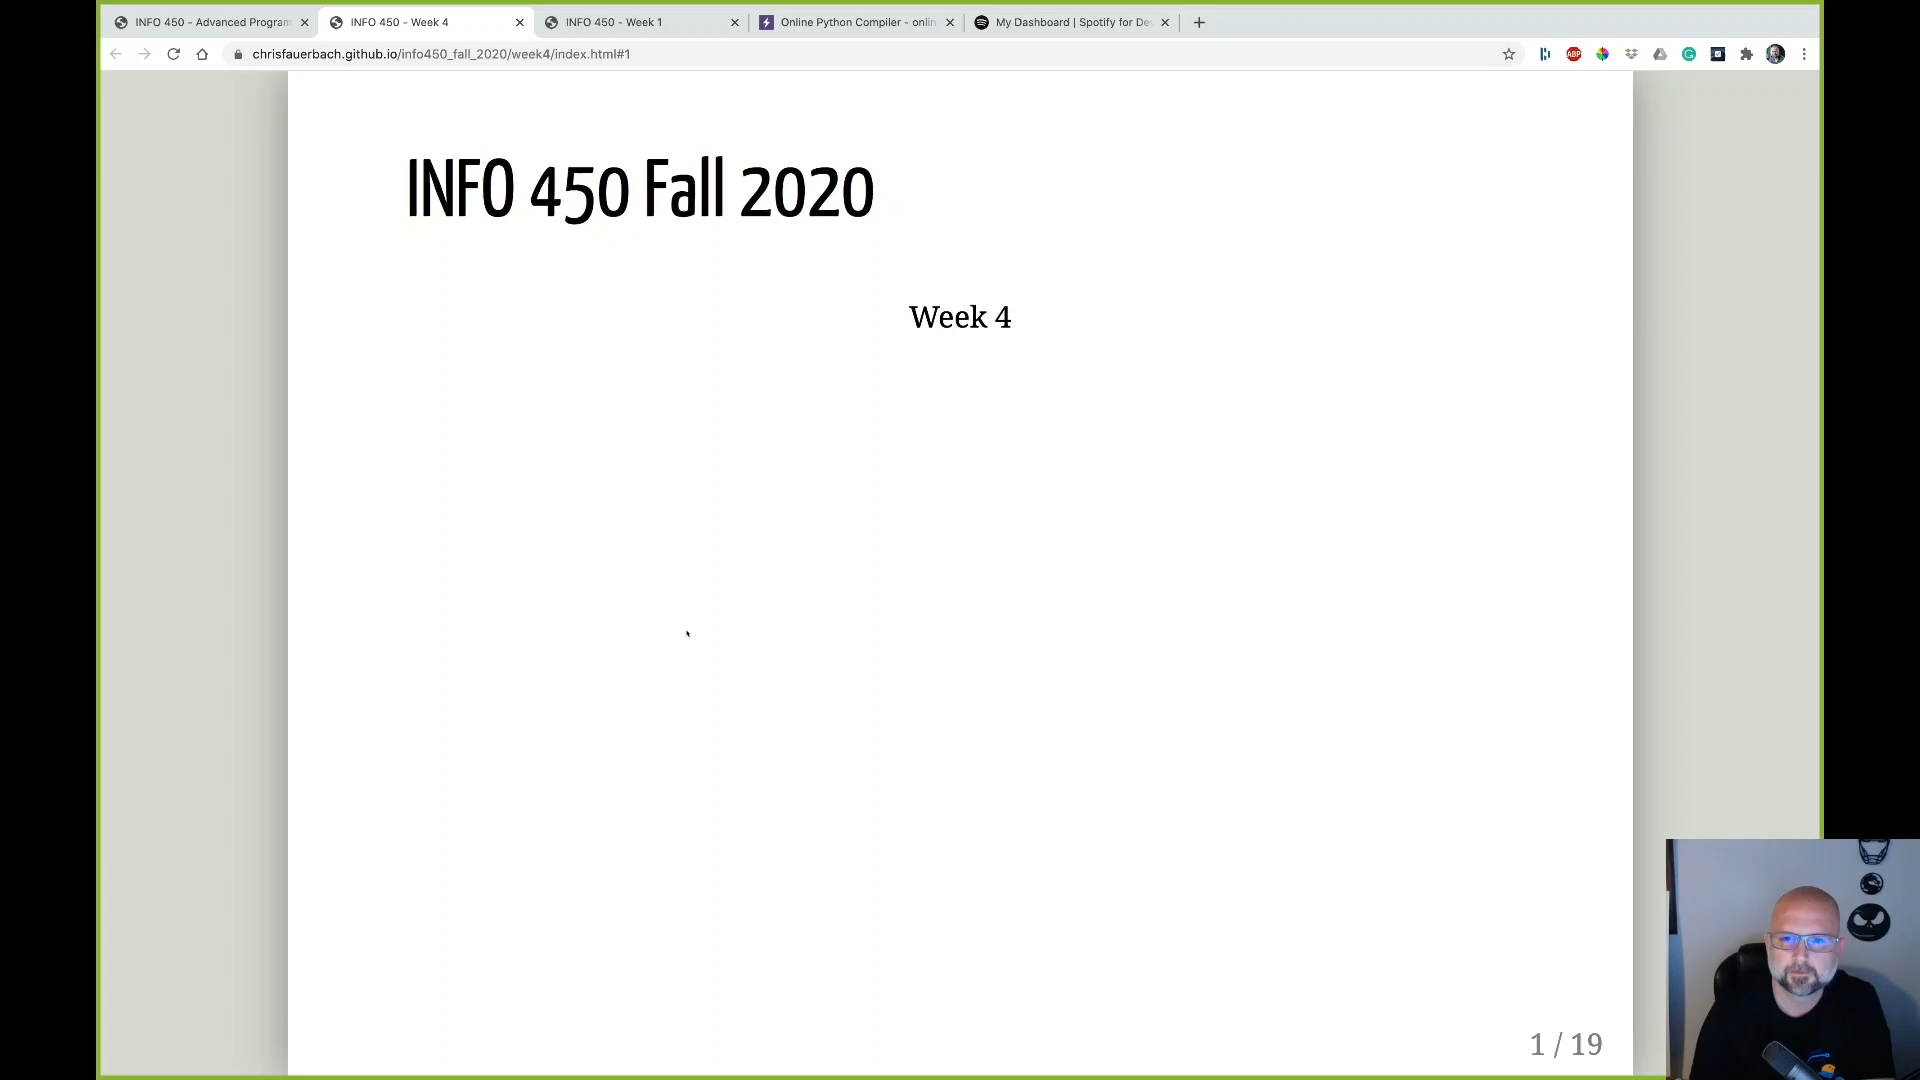 INFO 450 - Advanced Program
INFO 450 - Week 4
INFO 450 - Week 1
Online Python Compiler - onlin
My Dashboard | Spotify for De
chrisfauerbach.github.io/info450_fall_2020/week4/index.html#1
ABP
INFO 450 Fall 2020
Week 4
1 / 19